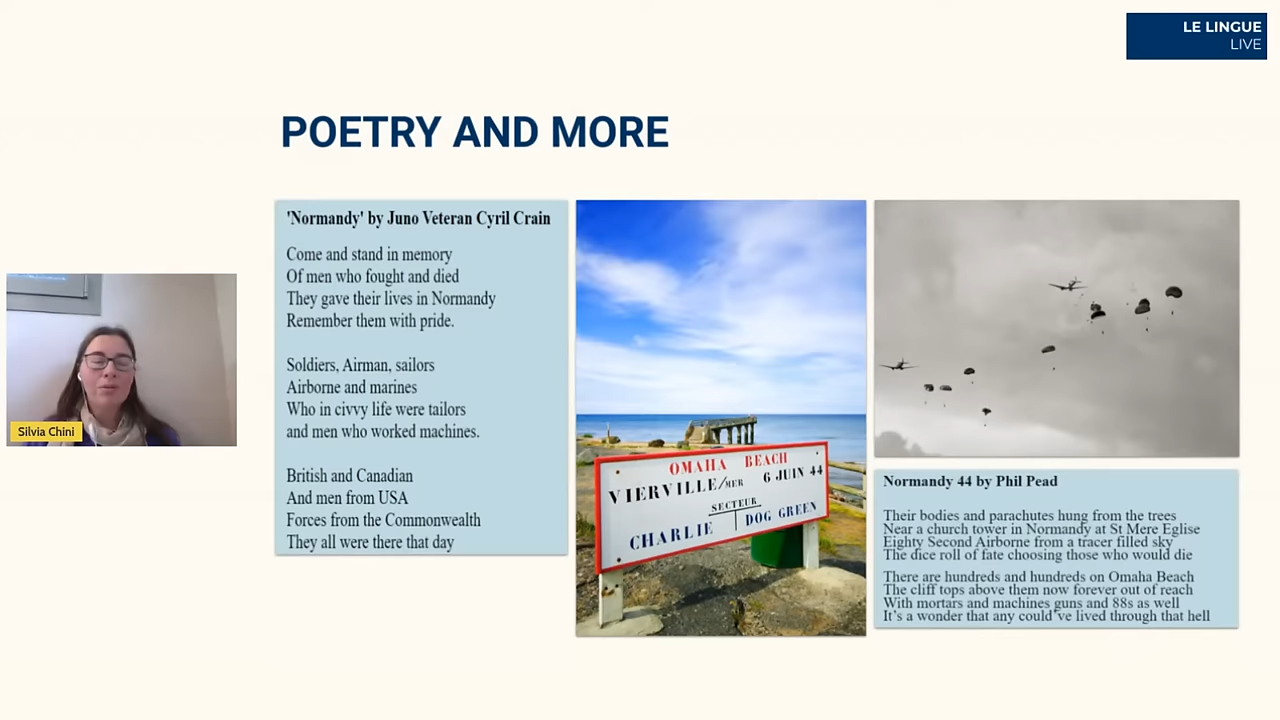 LE LINGUE
LIVE
POETRY AND MORE
'Normandy' by Juno Veteran Cyril Crain
Come and stand in memory
Of men who fought and died
They gave their lives in Normandy
Remember them with pride.
Soldiers, Airman, sailors
Airborne and marines
Who in civvy life were tailors
and men who worked machines.
British and Canadian
And men from USA
Forces from the Commonwealth
They all were there that day
OMAHA BEACH
VIERVILLE/MER 6 JUIN 44
SECTEUR
CHARLIE DOG GREEN
Normandy 44 by Phil Pead
Their bodies and parachutes hung from the trees
Near a church tower in Normandy at St Mere Eglise
Eighty Second Airborne from a tracer filled sky
The dice roll of fate choosing those who would die
There are hundreds and hundreds on Omaha Beach
The cliff tops above them now forever out of reach
With mortars and machines guns and 88s as well
It's a wonder that any could've lived through that hell
Silvia Chini